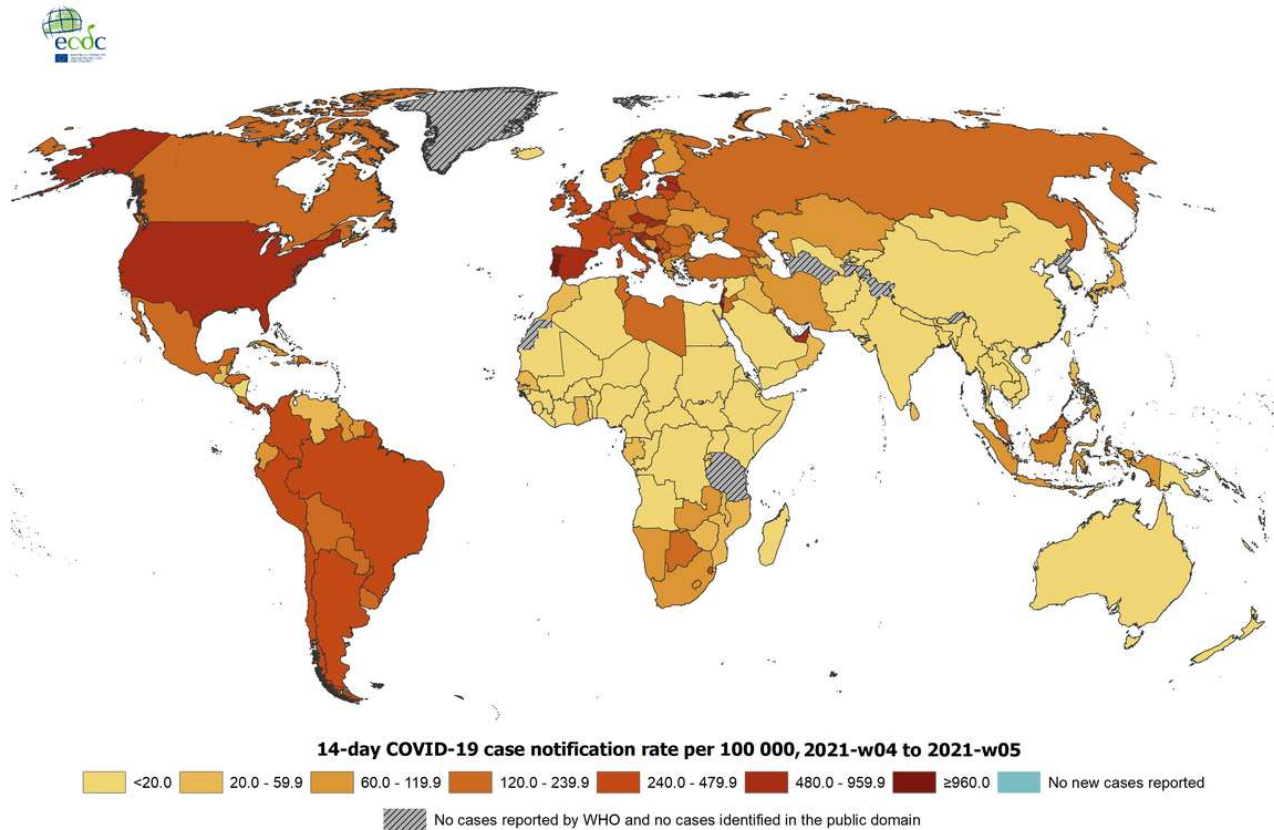 ecdc
14-day COVID-19 case notification rate per 100 000, 2021-w04 to 2021-w05
<20.0 20.0 - 59.9 60.0 - 119.9 120.0 - 239.9 240.0 - 479.9 480.0 - 959.9 ≥960.0 No new cases reported
No cases reported by WHO and no cases identified in the public domain